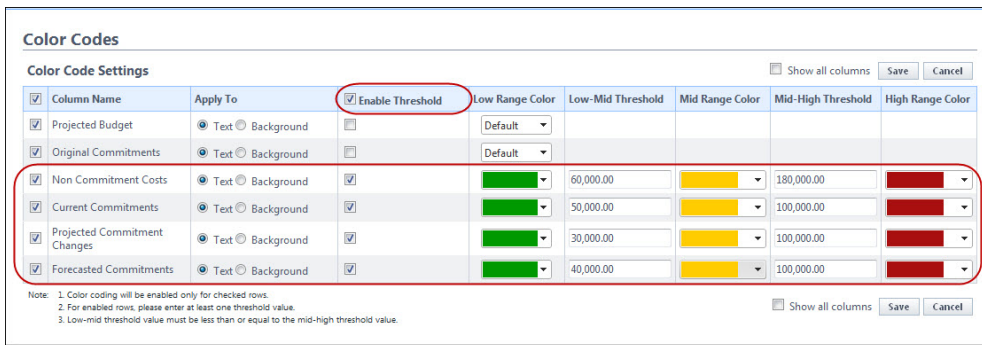 Color Codes
Color Code Settings
Show all columns Save Cancel
Column Name Apply To Enable Threshold Low Range Color Low-Mid Threshold Mid Range Color Mid-High Threshold High Range Color
Projected Budget Text Background Default
Original Commitments Text Background Default
Non Commitment Costs Text Background 60,000.00 180,000.00
Current Commitments Text Background 50,000.00 100,000.00
Projected Commitment
Changes Text Background 30,000.00 100,000.00
Forecasted Commitments Text Background 40,000.00 100,000.00
Note: 1. Color coding will be enabled only for checked rows.
2. For enabled rows, please enter at least one threshold value.
3. Low-mid threshold value must be less than or equal to the mid-high threshold value.
Show all columns Save Cancel